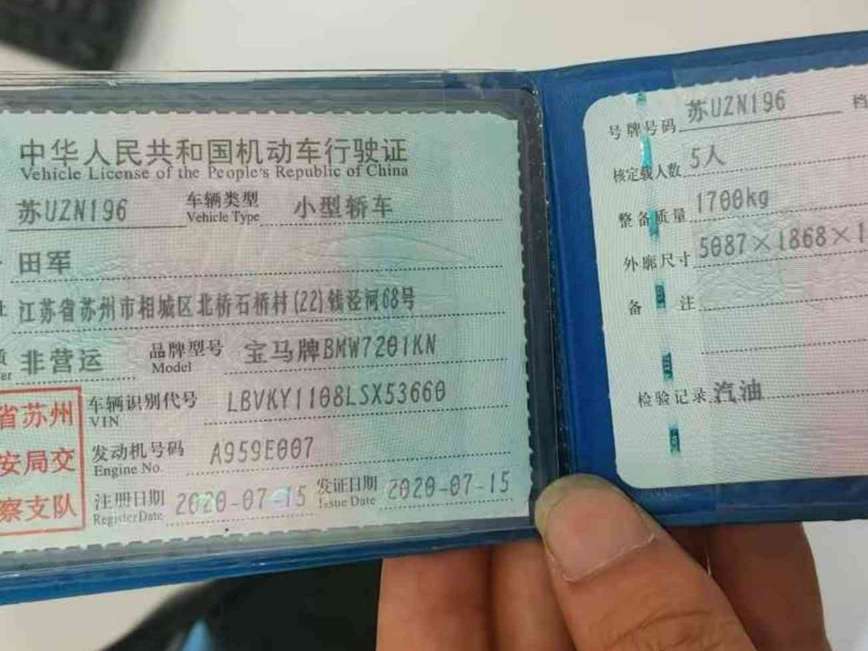 中华人民共和国机动车行驶证
Vehicle License of the People's Republic of China
苏UZN196 车辆类型 小型轿车
Vehicle Type
田军
江苏省苏州市相城区北桥石桥村(22)钱泾河68号
非营运 品牌型号 宝马牌BMW7201KN
Model
省苏州
安局交
察支队
车辆识别代号 LBVKY1108LSX53660
VIN
发动机号码 A959E007
Engine No.
注册日期 2020-07-15 发证日期 2020-07-15
Register Date Issue Date
号牌号码 苏UZN196 档
核定载人数 5人
整备质量 1700kg
外廓尺寸 5087×1868×1
备 注
检验记录 汽油